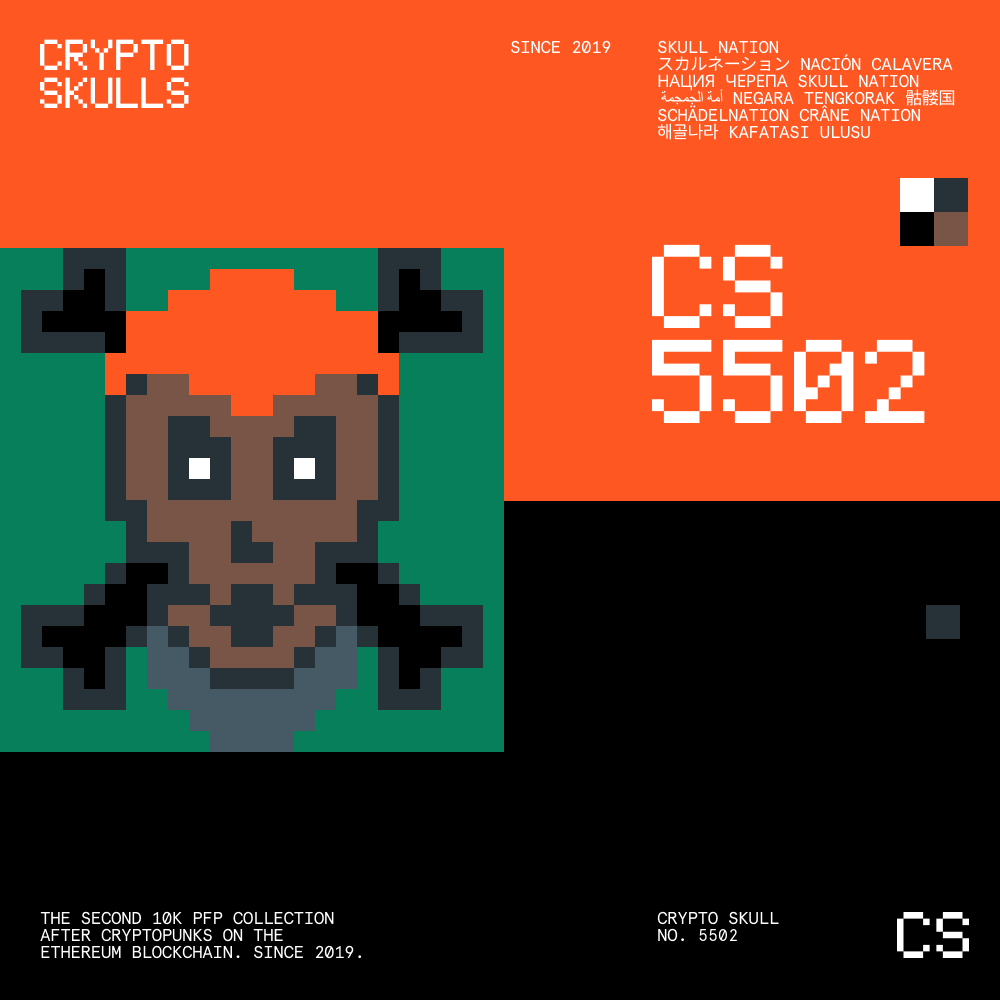 CRYPTO
SKULLS
SINCE 2019
SKULL NATION
スカルネーション NACIÓN CALAVERA
НАЦИЯ ЧЕРЕПА SKULL NATION
أمة الجمجمة NEGARA TENGKORAK 骷髅国
SCHÄDELNATION CRÂNE NATION
해골나라 KAFATASI ULUSU
CS
5502
THE SECOND 10K PFP COLLECTION
AFTER CRYPTOPUNKS ON THE
ETHEREUM BLOCKCHAIN. SINCE 2019.
CRYPTO SKULL
NO. 5502
CS